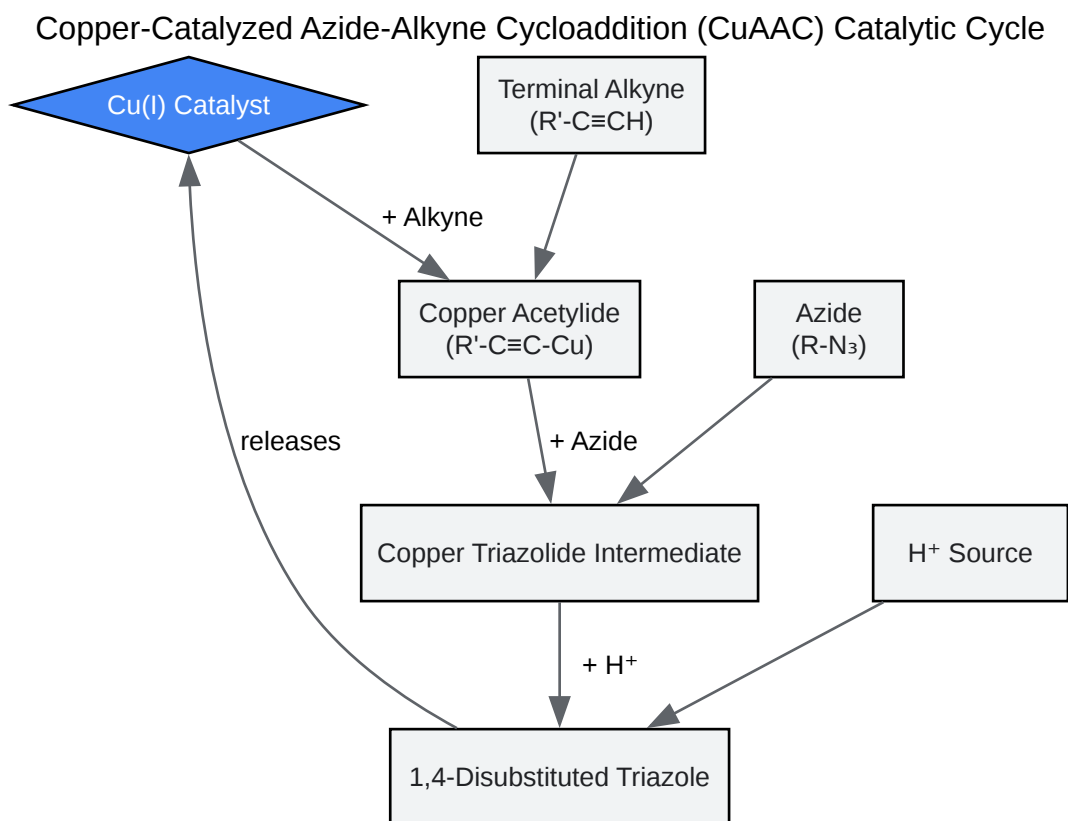 Copper-Catalyzed Azide-Alkyne Cycloaddition (CuAAC) Catalytic Cycle
Cu(I) Catalyst
Terminal Alkyne
(R'-C≡CH)
+ Alkyne
Copper Acetylide
(R'-C≡C-Cu)
Azide
(R-N₃)
releases
+ Azide
Copper Triazolide Intermediate
H⁺ Source
+ H⁺
1,4-Disubstituted Triazole